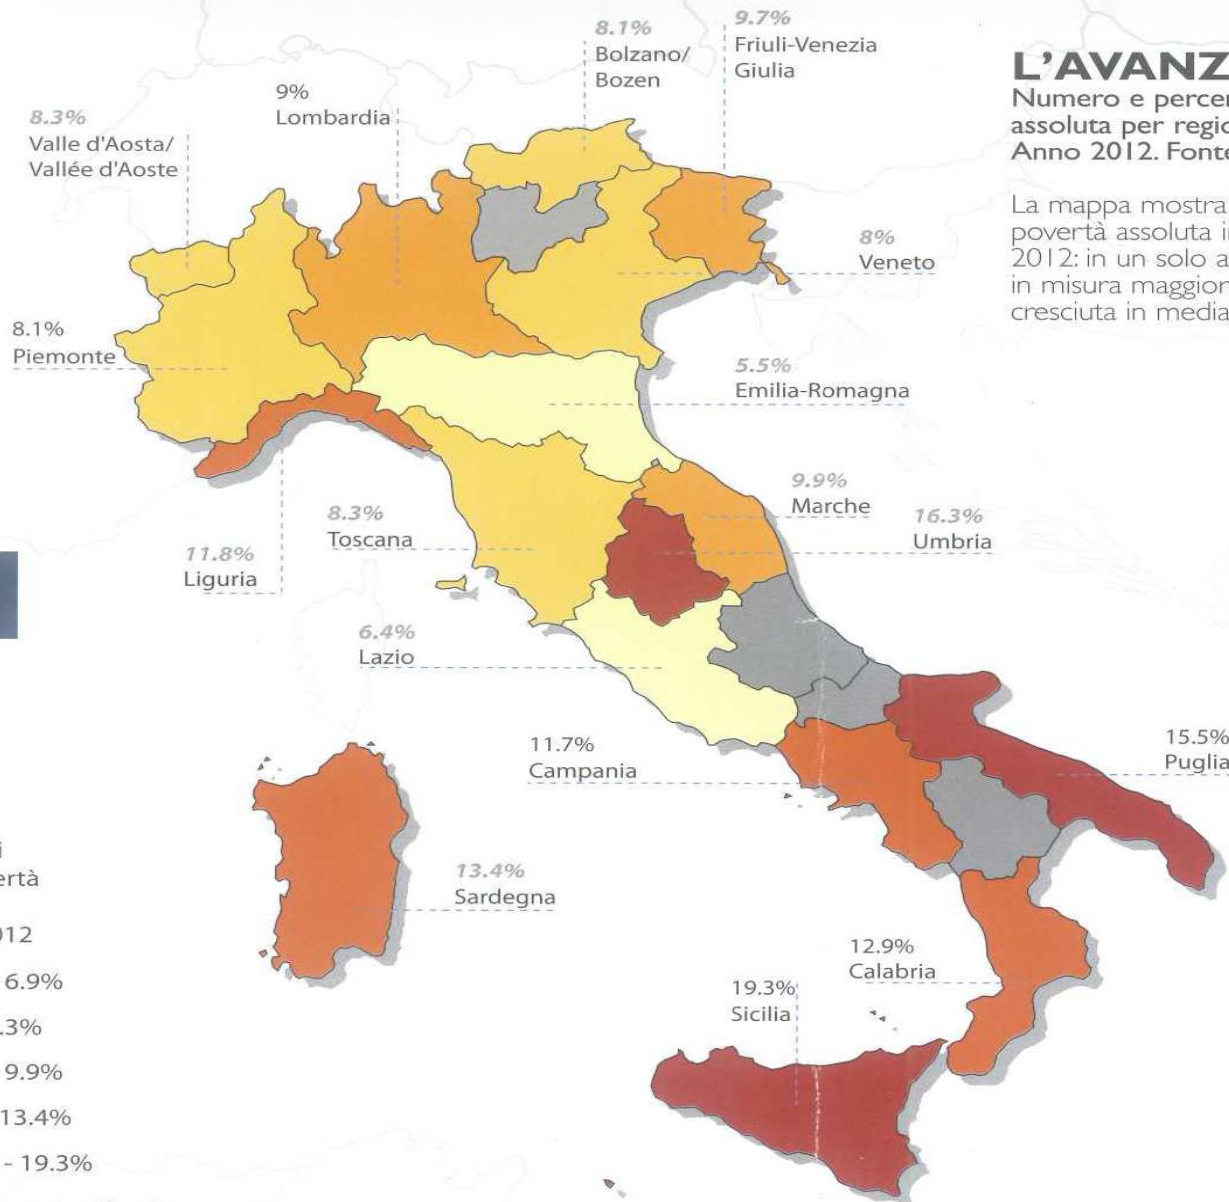 L'AVANZ
Numero e percen
assoluta per regio
Anno 2012. Fonte
La mappa mostra
povertà assoluta i
2012: in un solo a
in misura maggior
cresciuta in media
8.1%
Bolzano/
Bozen
9.7%
Friuli-Venezia
Giulia
9%
Lombardia
8.3%
Valle d'Aosta/
Vallée d'Aoste
8%
Veneto
8.1%
Piemonte
5.5%
Emilia-Romagna
9.9%
Marche
16.3%
Umbria
8.3%
Toscana
11.8%
Liguria
6.4%
Lazio
11.7%
Campania
15.5%
Puglia
13.4%
Sardegna
12.9%
Calabria
19.3%
Sicilia
i
ertà
012
6.9%
.3%
9.9%
13.4%
- 19.3%